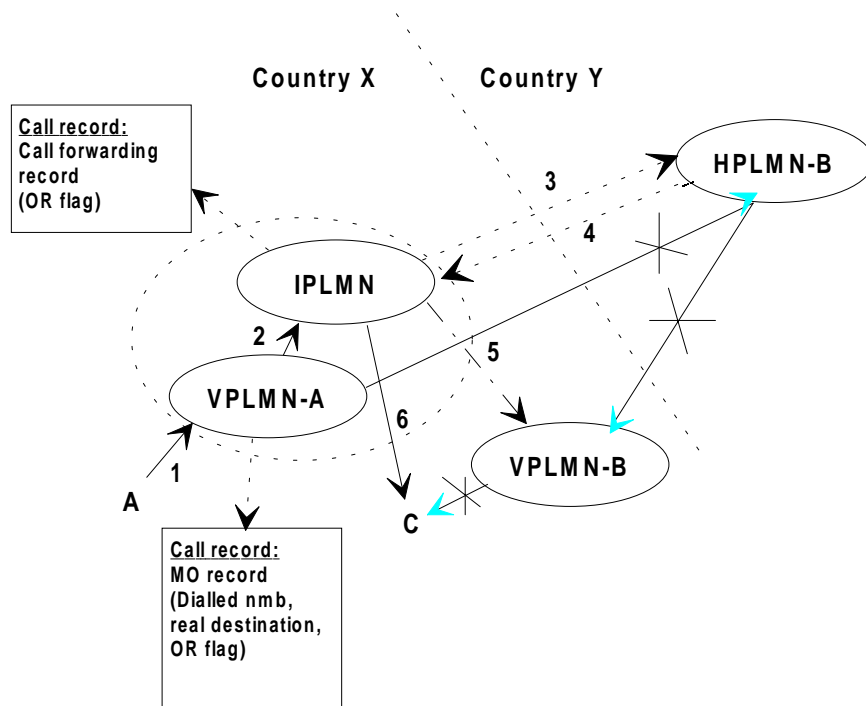 Country X
Country Y
Call record:
Call forwarding
record
(OR flag)
HPLMN-B
3
4
IPLMN
2
5
VPLMN-A
6
1
VPLMN-B
A
C
Call record:
MO record
(Dialled nmb,
real destination,
OR flag)